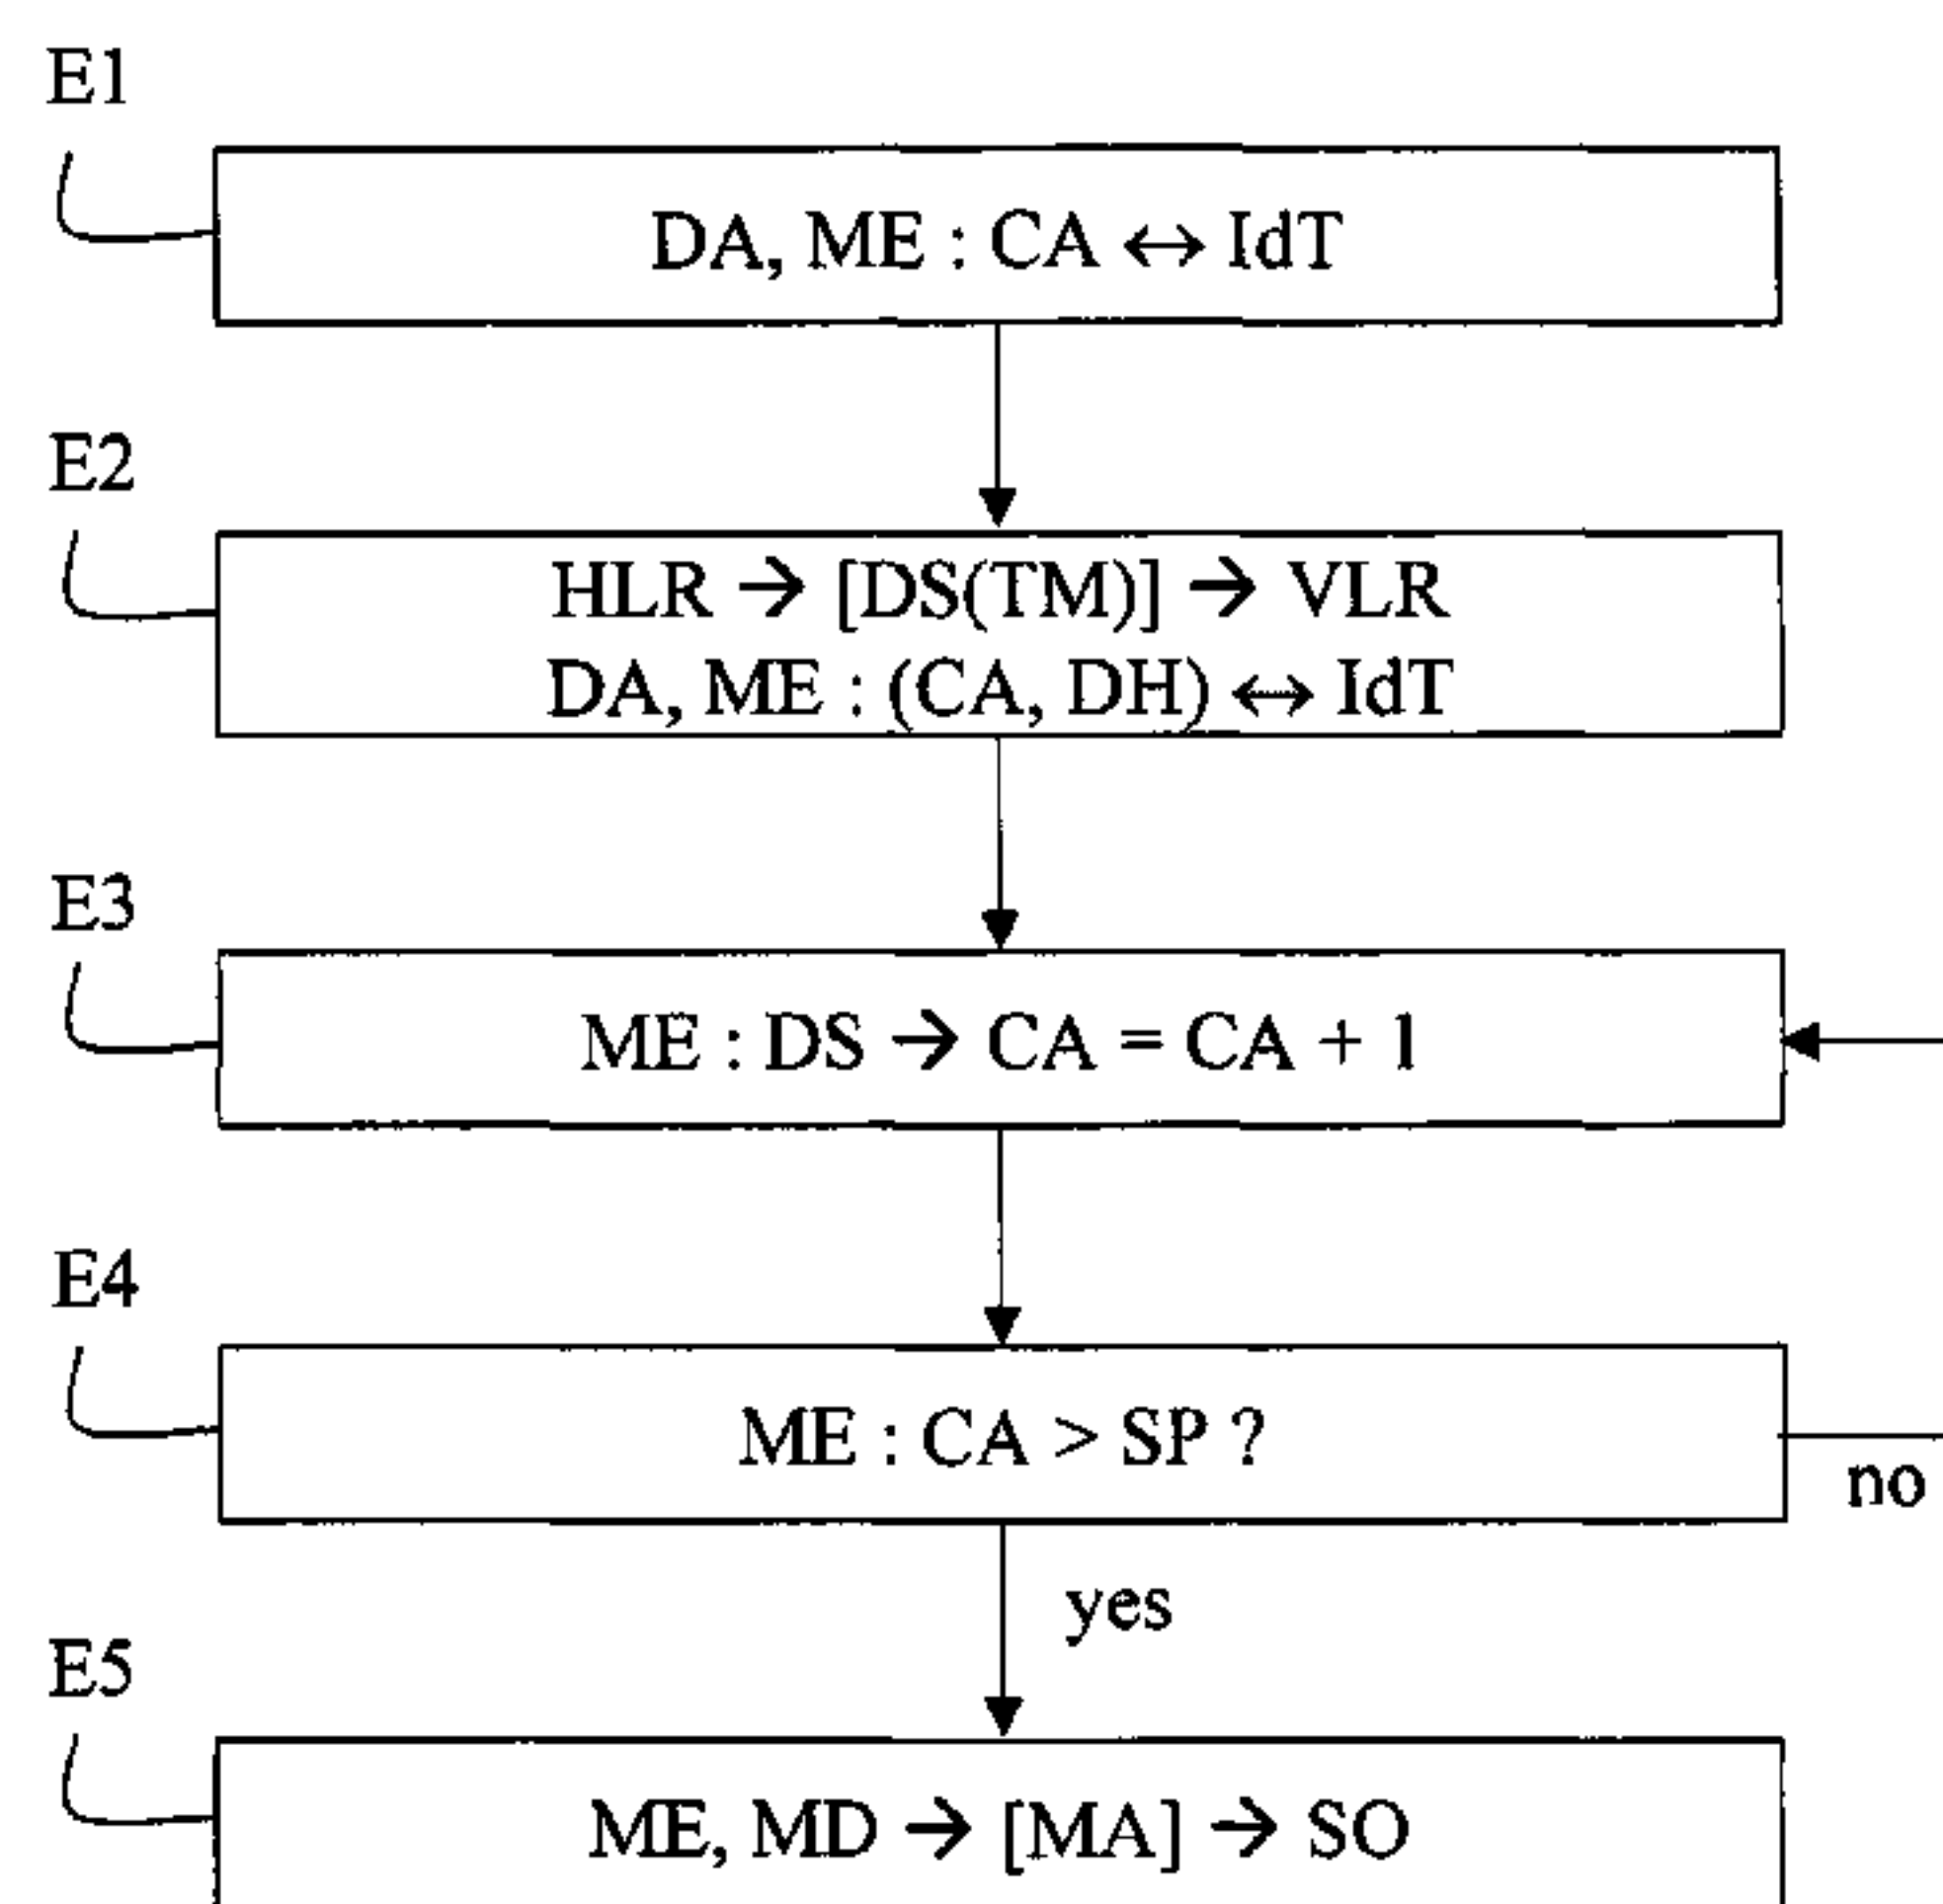 E1
DA, ME : CA ↔ IdT
E2
HLR → [DS(TM)] → VLR
DA, ME : (CA, DH) ↔ IdT
E3
ME : DS → CA = CA + 1
E4
ME : CA > SP ?
no
yes
E5
ME, MD → [MA] → SO